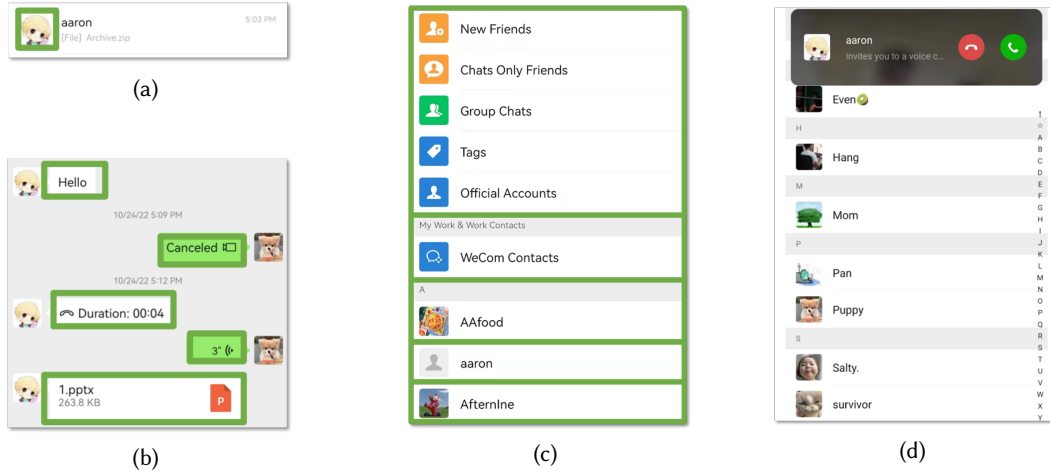 aaron
5:03 PM
[File] Archive.zip
(a)
Hello
10/24/22 5:09 PM
Canceled
10/24/22 5:12 PM
Duration: 00:04
3"
1.pptx
263.8 KB
P
(b)
New Friends
Chats Only Friends
Group Chats
Tags
Official Accounts
My Work & Work Contacts
WeCom Contacts
A
AAfood
aaron
AfternIne
(c)
aaron
invites you to a voice c...
Even
H
Hang
M
Mom
P
Pan
Puppy
S
Salty.
survivor
A
B
C
D
E
F
G
H
I
J
K
L
M
N
O
P
Q
R
S
T
U
V
W
X
Y
(d)